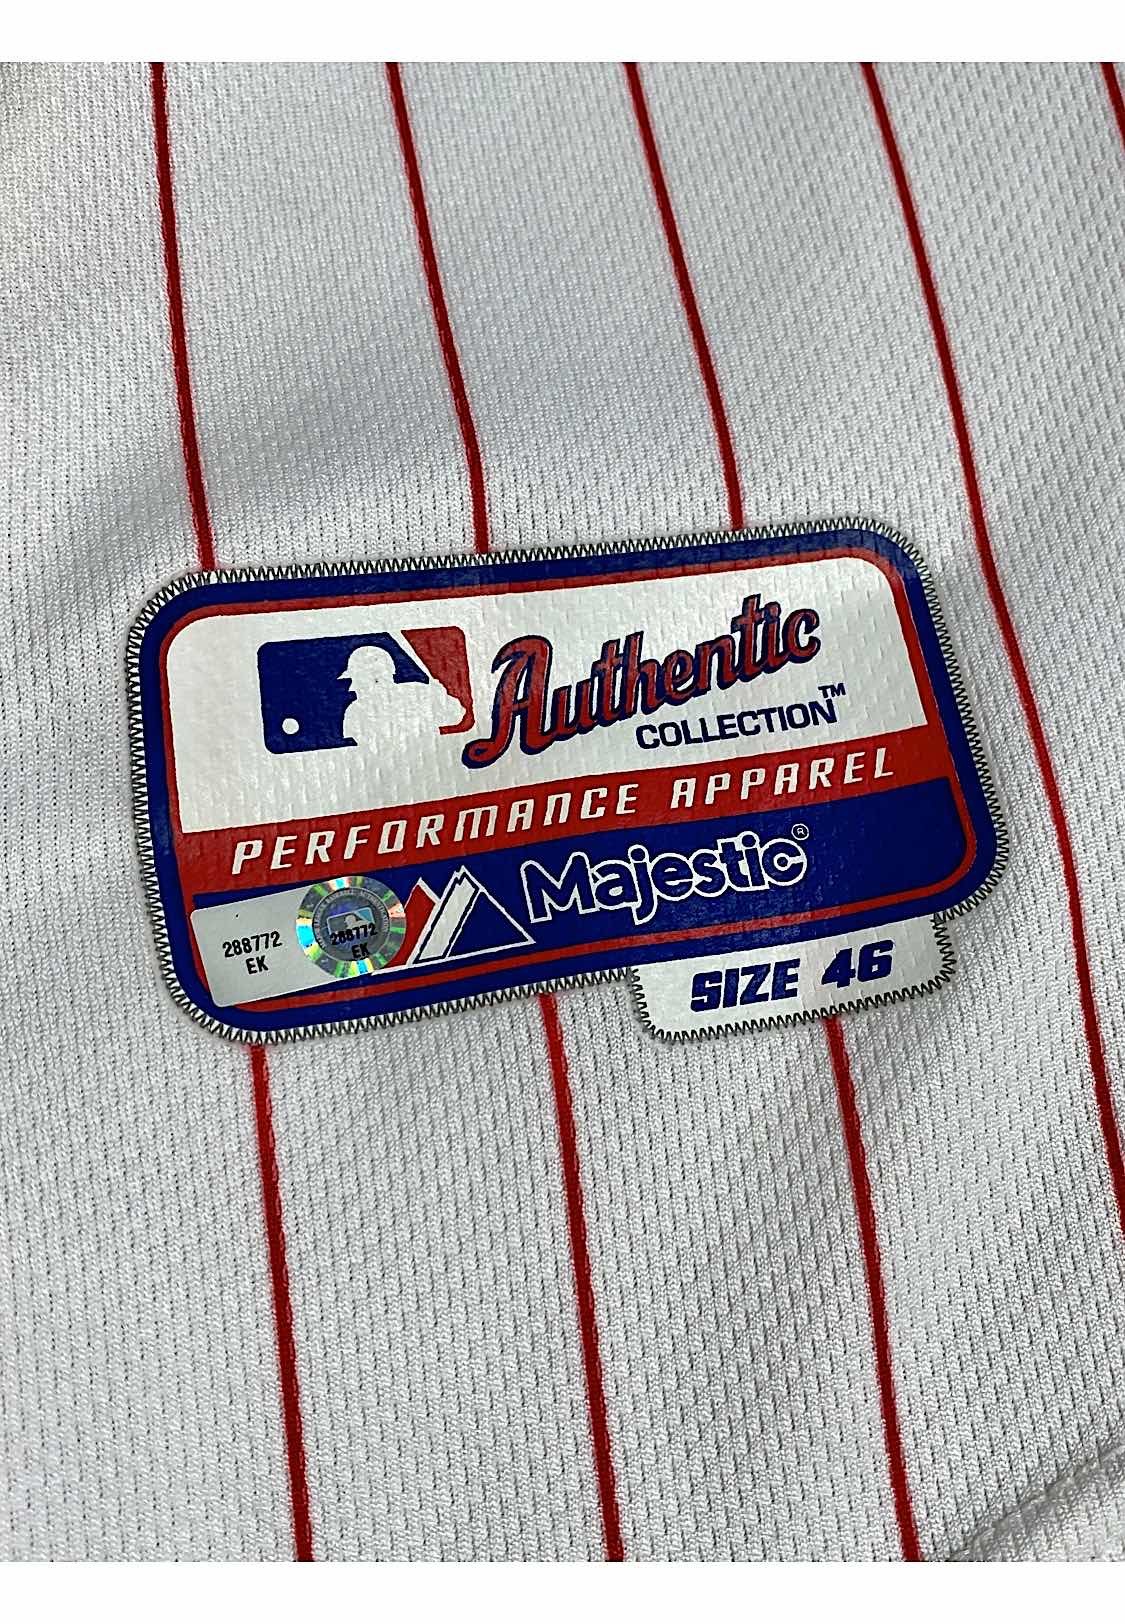 Authentic
COLLECTION™
PERFORMANCE APPAREL
Majestic®
288772
EK
288772
EK
SIZE 46